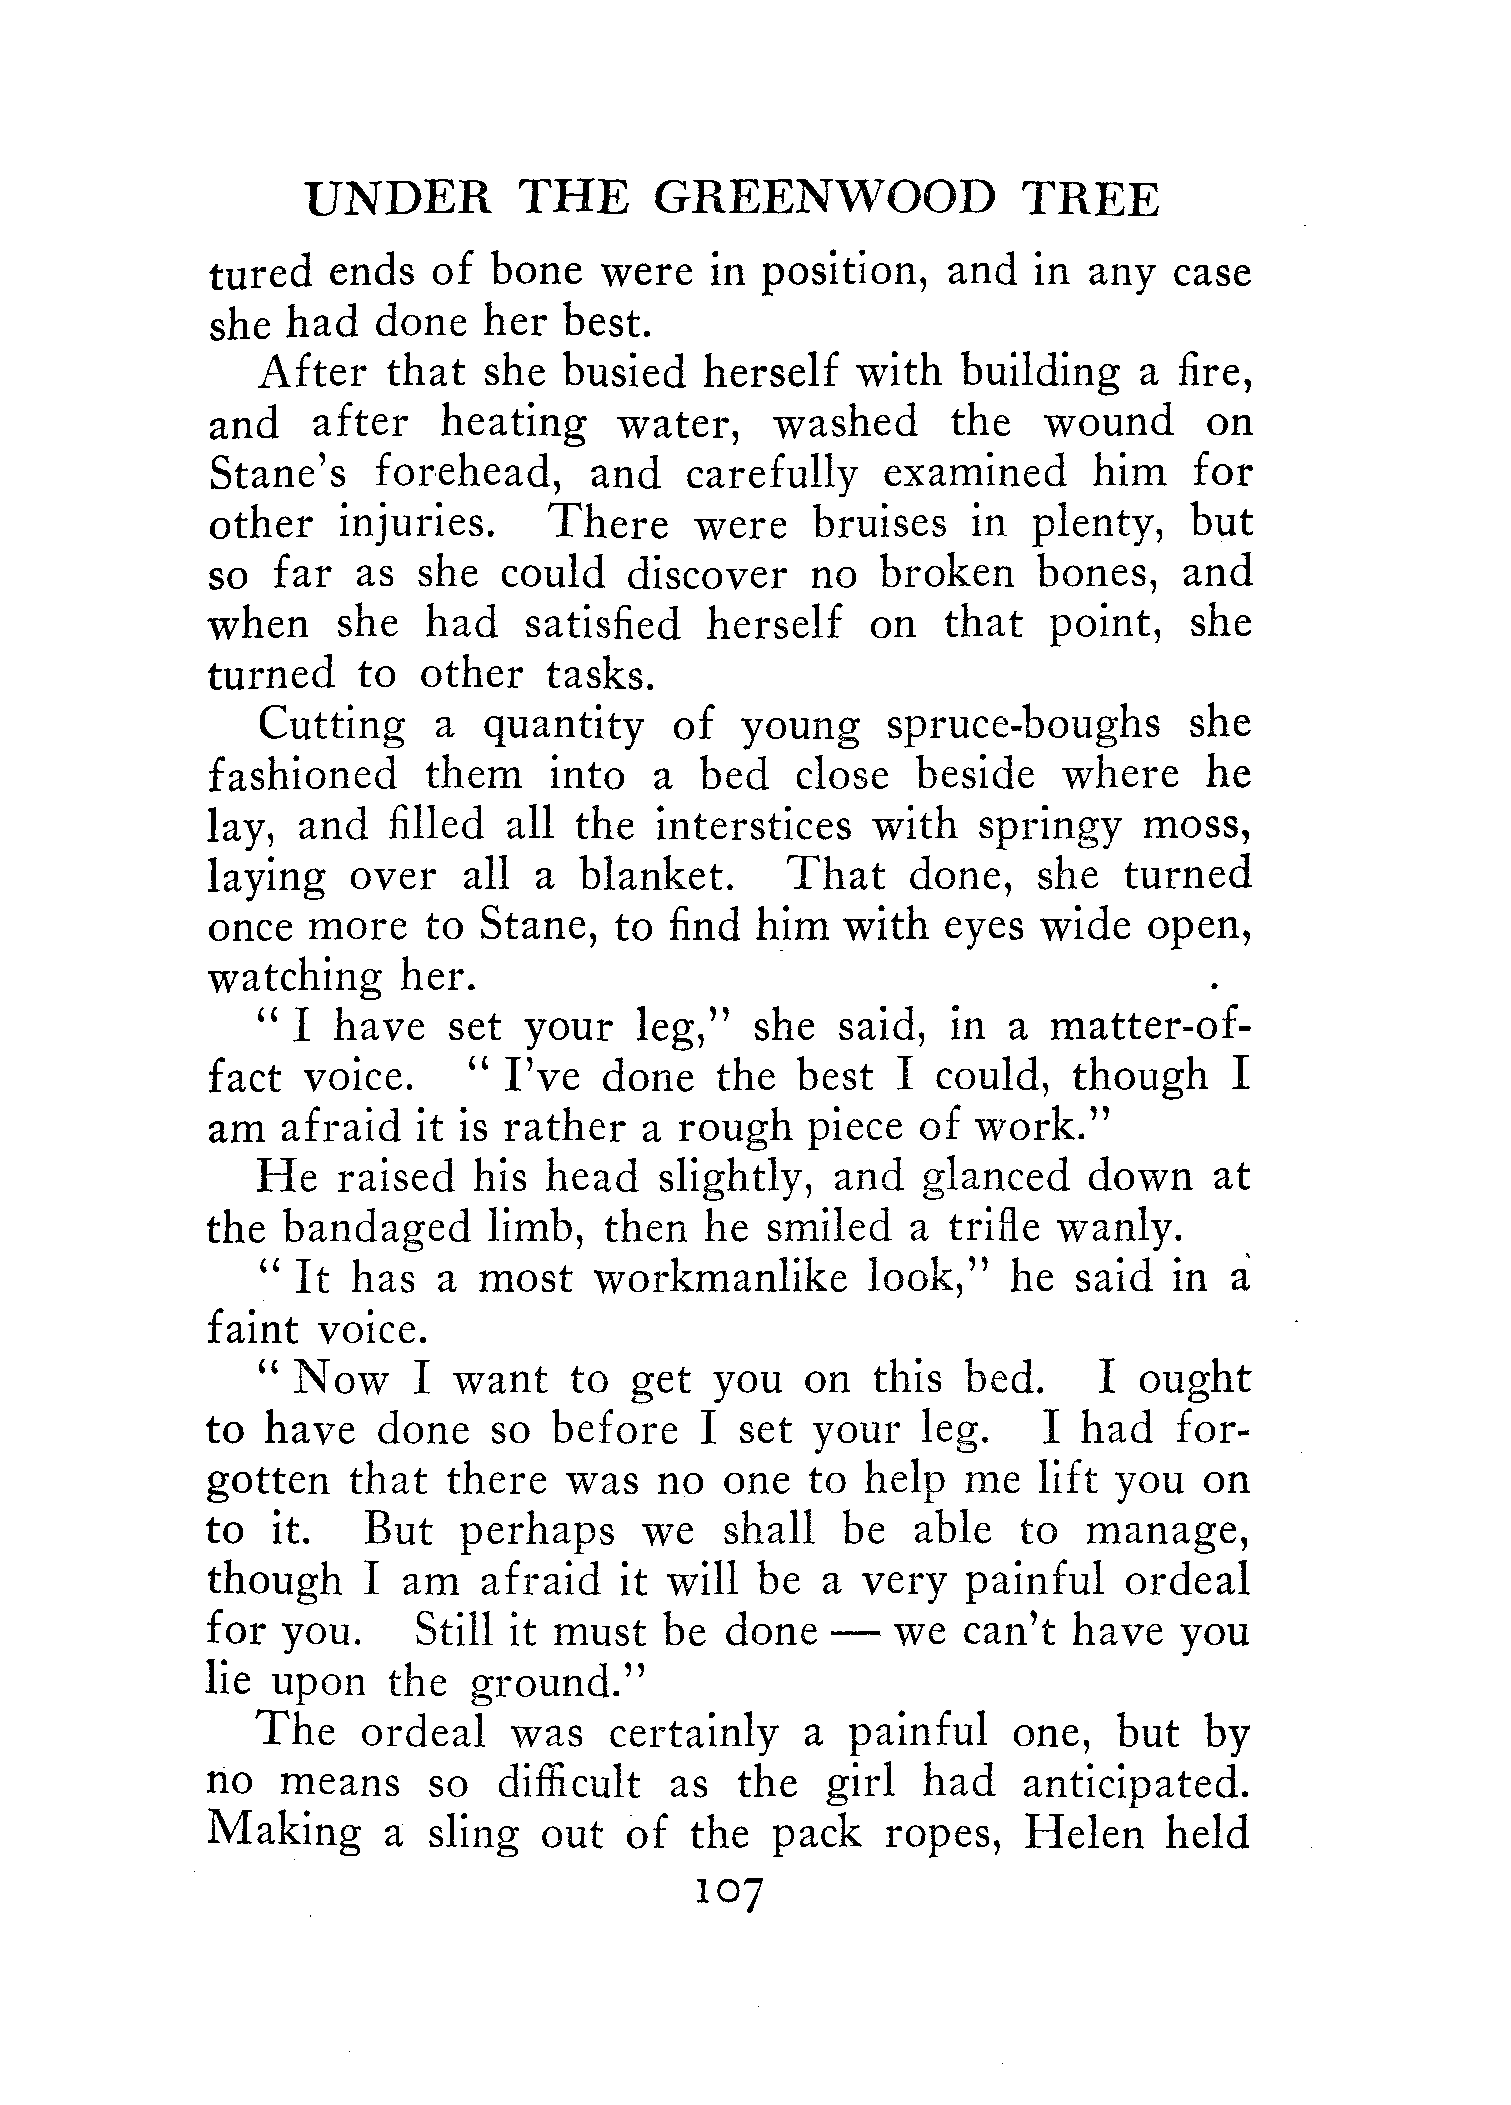 UNDER THE GREENWOOD TREE
tured ends of bone were in position, and in any case
she had done her best.
After that she busied herself with building a fire,
and after heating water, washed the wound on
Stane's forehead, and carefully examined him for
other injuries. There were bruises in plenty, but
so far as she could discover no broken bones, and
when she had satisfied herself on that point, she
turned to other tasks.
Cutting a quantity of young spruce-boughs she
fashioned them into a bed close beside where he
lay, and filled all the interstices with springy moss,
laying over all a blanket. That done, she turned
once more to Stane, to find him with eyes wide open,
watching her.
" I have set your leg," she said, in a matter-of-
fact voice. " I've done the best I could, though I
am afraid it is rather a rough piece of work."
He raised his head slightly, and glanced down at
the bandaged limb, then he smiled a trifle wanly.
" It has a most workmanlike look," he said in a
faint voice.
" Now I want to get you on this bed. I ought
to have done so before I set your leg. I had for-
gotten that there was no one to help me lift you on
to it. But perhaps we shall be able to manage,
though I am afraid it will be a very painful ordeal
for you. Still it must be done — we can't have you
lie upon the ground."
The ordeal was certainly a painful one, but by
no means so difficult as the girl had anticipated.
Making a sling out of the pack ropes, Helen held
107